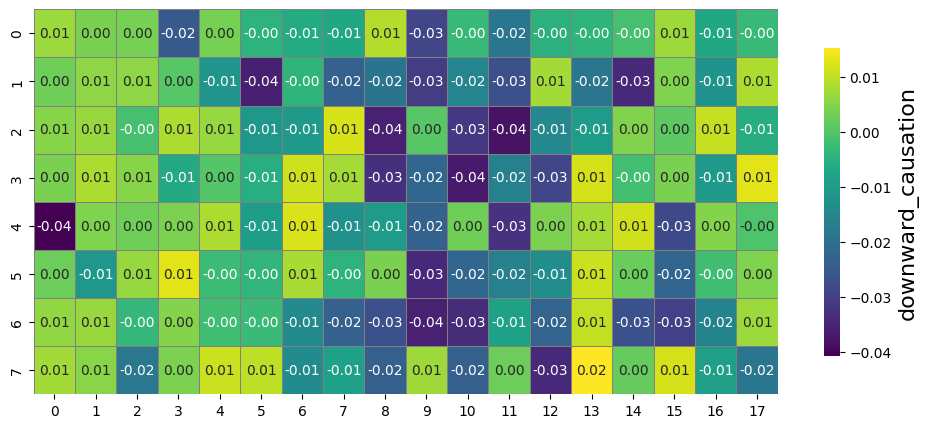 0 0.01 0.00 0.00 -0.02 0.00 -0.00 -0.01 -0.01 0.01 -0.03 -0.00 -0.02 -0.00 -0.00 -0.00 0.01 -0.01 -0.00
1 0.00 0.01 0.01 0.00 -0.01 -0.04 -0.00 -0.02 -0.02 -0.03 -0.02 -0.03 0.01 -0.02 -0.03 0.00 -0.01 0.01
2 0.01 0.01 -0.00 0.01 0.01 -0.01 -0.01 0.01 -0.04 0.00 -0.03 -0.04 -0.01 -0.01 0.00 0.00 0.01 -0.01
3 0.00 0.01 0.01 -0.01 0.00 -0.01 0.01 0.01 -0.03 -0.02 -0.04 -0.02 -0.03 0.01 -0.00 0.00 -0.01 0.01
4 -0.04 0.00 0.00 0.00 0.01 -0.01 0.01 -0.01 -0.01 -0.02 0.00 -0.03 0.00 0.01 0.01 -0.03 0.00 -0.00
5 0.00 -0.01 0.01 0.01 -0.00 -0.00 0.01 -0.00 0.00 -0.03 -0.02 -0.02 -0.01 0.01 0.00 -0.02 -0.00 0.00
6 0.01 0.01 -0.00 0.00 -0.00 -0.00 -0.01 -0.02 -0.03 -0.04 -0.03 -0.01 -0.02 0.01 -0.03 -0.03 -0.02 0.01
7 0.01 0.01 -0.02 0.00 0.01 0.01 -0.01 -0.01 -0.02 0.01 -0.02 0.00 -0.03 0.02 0.00 0.01 -0.01 -0.02
0 1 2 3 4 5 6 7 8 9 10 11 12 13 14 15 16 17
0.01
0.00
−0.01
−0.02
−0.03
−0.04
downward_causation